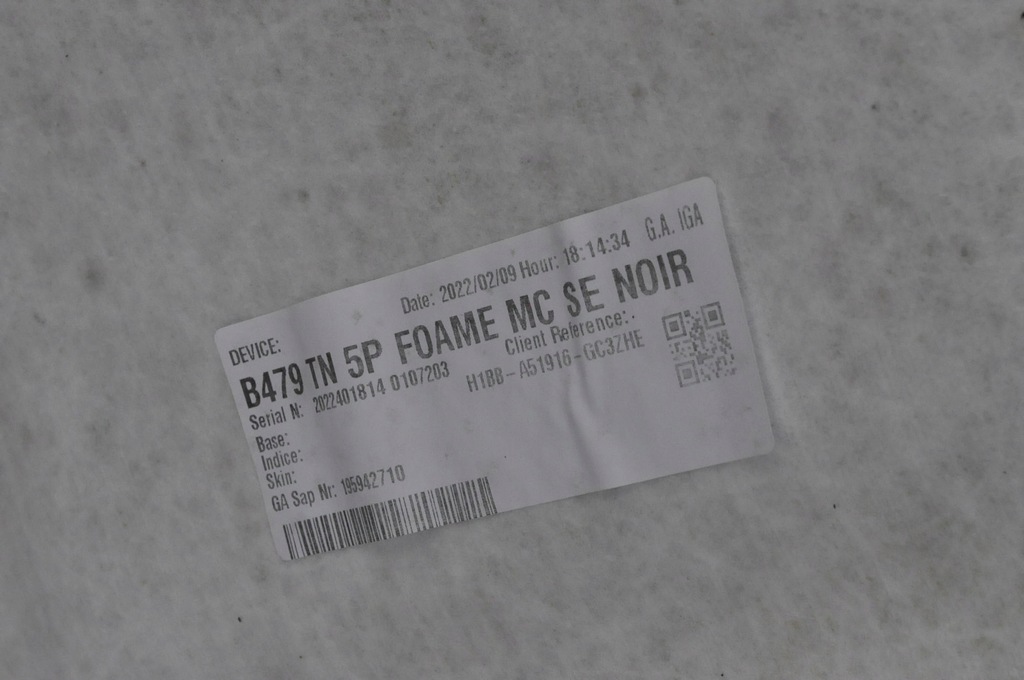 Date: 2022/02/09 Hour: 18:14:34 G.A. IGA
DEVICE:
B479 TN 5P FOAME MC SE NOIR
Serial N: 2022401814 0107203 Client Reference:.
H1BB-A51916-GC3ZHE
Base:
Indice:
Skin:
GA Sap Nr: 195942710